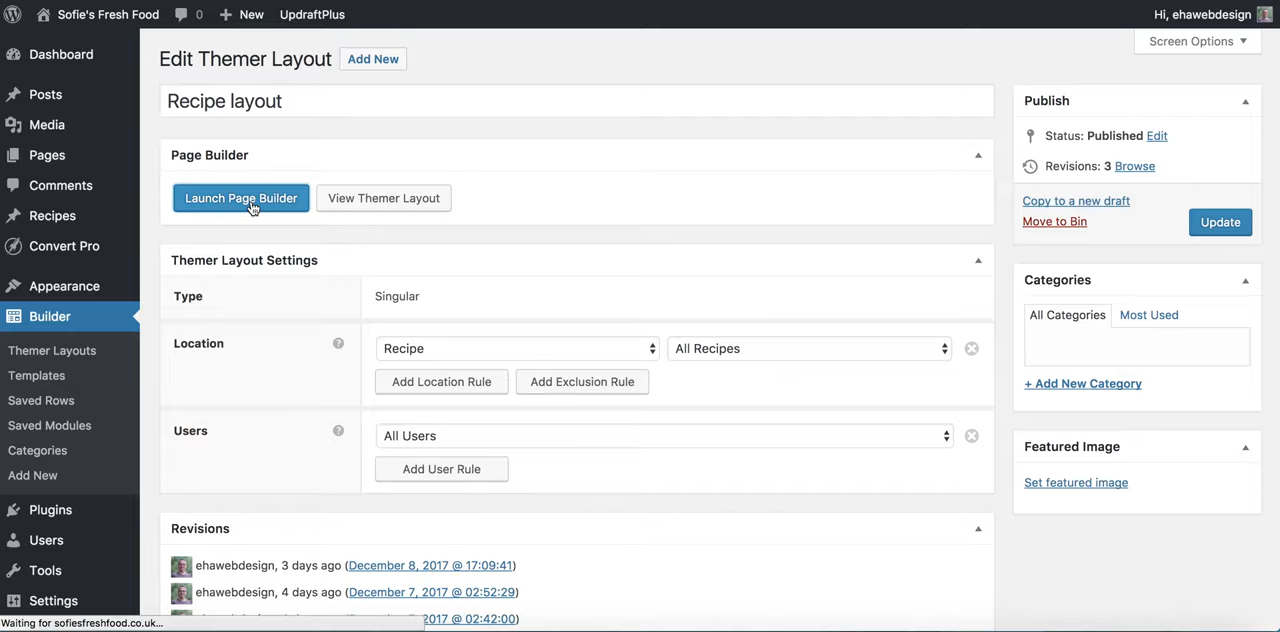 Sofie's Fresh Food 0 New UpdraftPlus Hi, ehawebdesign
Screen Options
Dashboard
Posts
Media
Pages
Comments
Recipes
Convert Pro
Appearance
Builder
Themer Layouts
Templates
Saved Rows
Saved Modules
Categories
Add New
Plugins
Users
Tools
Settings
Waiting for sofiesfreshfood.co.uk...
Edit Themer Layout Add New
Recipe layout
Page Builder
Launch Page Builder View Themer Layout
Themer Layout Settings
Type Singular
Location ? Recipe All Recipes
Add Location Rule Add Exclusion Rule
Users ? All Users
Add User Rule
Revisions
ehawebdesign, 3 days ago (December 8, 2017 @ 17:09:41)
ehawebdesign, 4 days ago (December 7, 2017 @ 02:52:29)
2017 @ 02:42:00)
Publish
Status: Published Edit
Revisions: 3 Browse
Copy to a new draft
Move to Bin
Update
Categories
All Categories Most Used
+ Add New Category
Featured Image
Set featured image